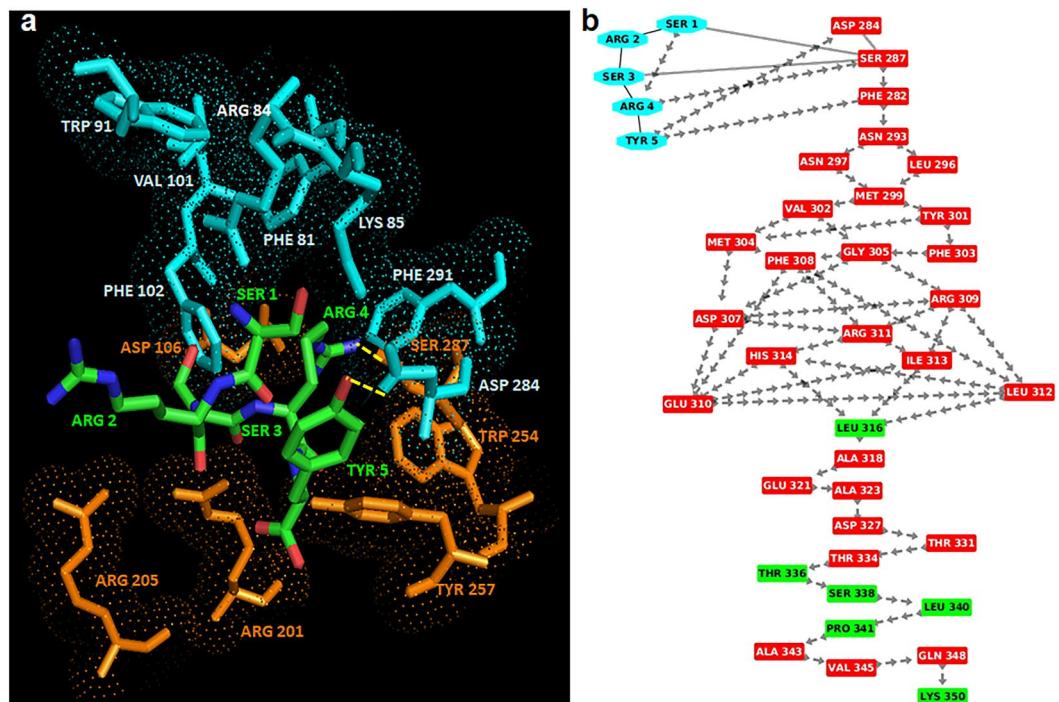 a
TRP 91
ARG 84
VAL 101
LYS 85
PHE 81
PHE 291
PHE 102
SER 1
ARG 4
ASP 106
SER 287
ASP 284
ARG 2
SER 3
TRP 254
TYR 5
ARG 205
TYR 257
ARG 201
b
SER 1
ASP 284
ARG 2
SER 287
SER 3
PHE 282
ARG 4
TYR 5
ASN 293
ASN 297
LEU 296
MET 299
VAL 302
TYR 301
MET 304
GLY 305
PHE 303
PHE 308
ARG 309
ASP 307
ARG 311
HIS 314
ILE 313
LEU 312
GLU 310
LEU 316
ALA 318
GLU 321
ALA 323
ASP 327
THR 331
THR 334
THR 336
SER 338
LEU 340
PRO 341
ALA 343
GLN 348
VAL 345
LYS 350